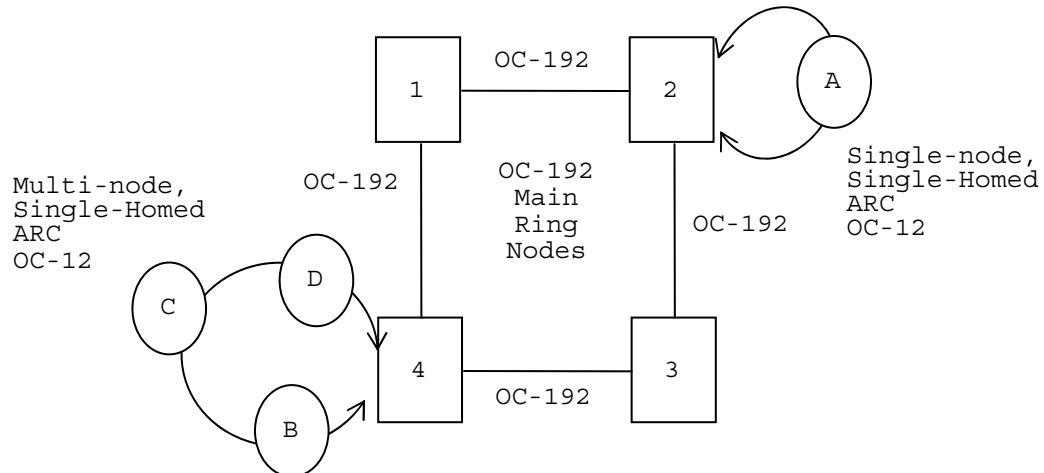 OC-192
1
2
A
Single-node,
Single-Homed
ARC
OC-12
OC-192
OC-192
Main
Ring
Nodes
OC-192
Multi-node,
Single-Homed
ARC
OC-12
D
C
4
3
OC-192
B